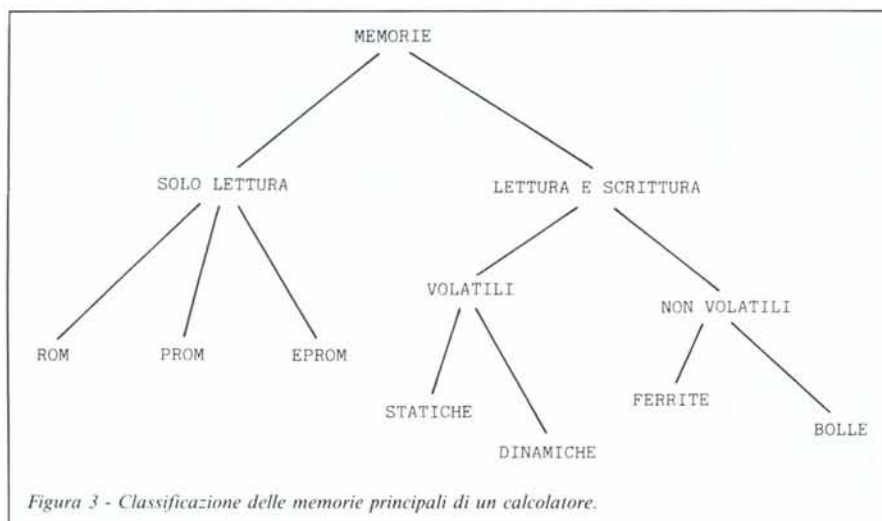 MEMORIE
SOLO LETTURA
LETTURA E SCRITTURA
VOLATILI
NON VOLATILI
ROM PROM EPROM
FERRITE
STATICHE
BOLLE
DINAMICHE
Figura 3 - Classificazione delle memorie principali di un calcolatore.